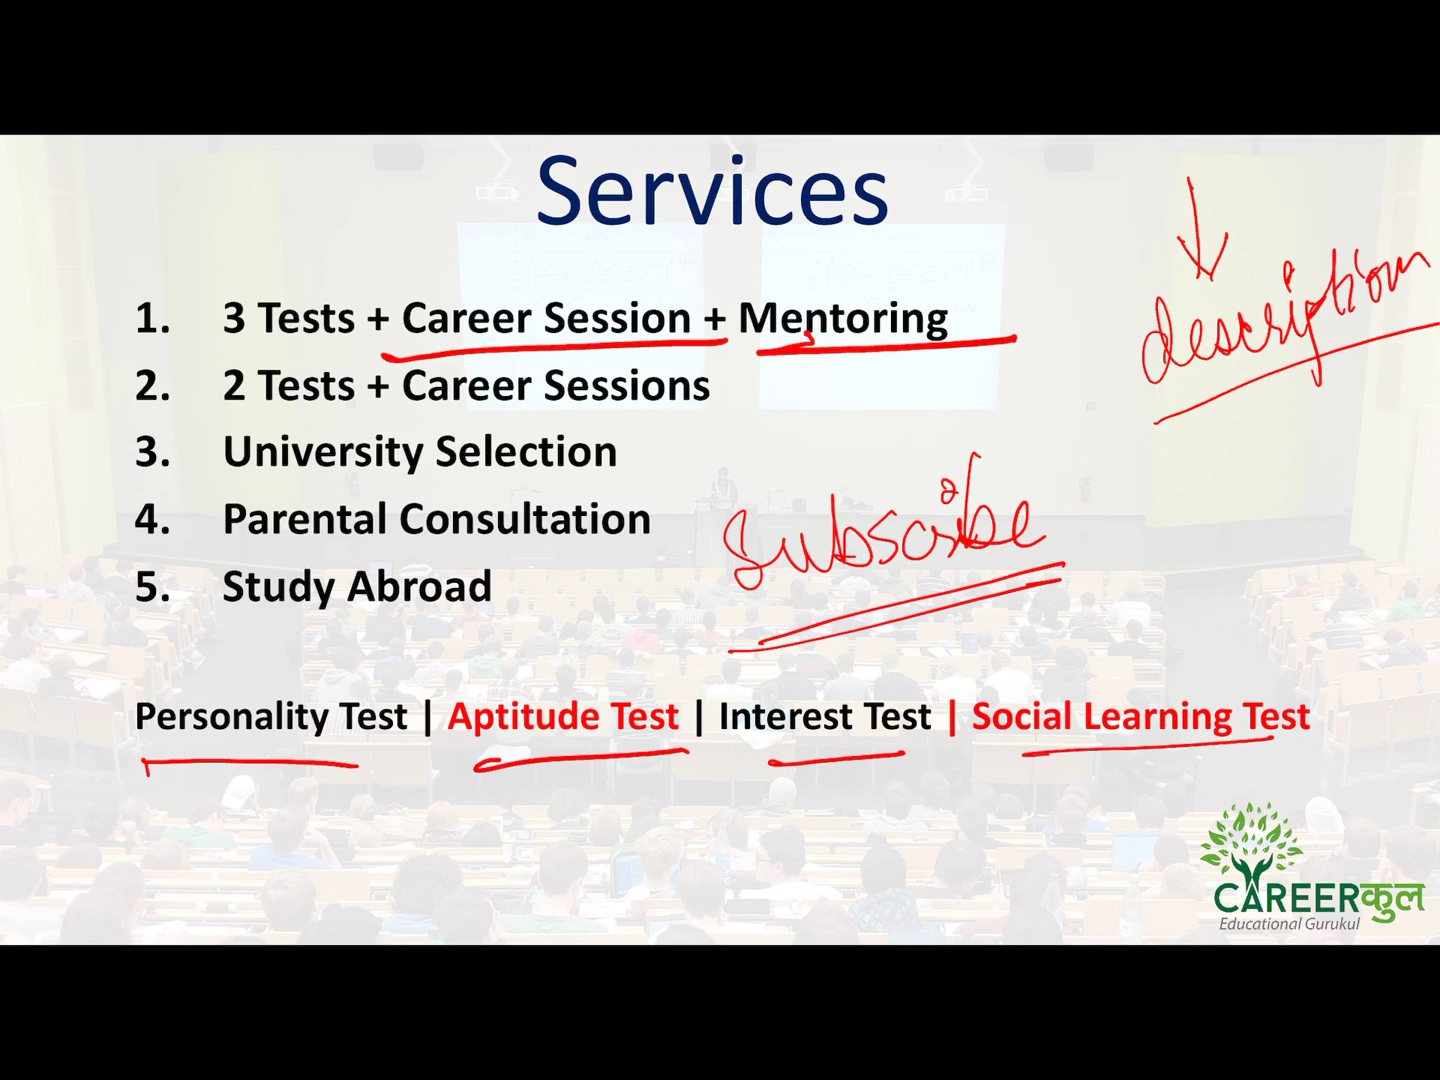 Services
1. 3 Tests + Career Session + Mentoring
2. 2 Tests + Career Sessions
3. University Selection
4. Parental Consultation
5. Study Abroad
description
subscribe
Personality Test | Aptitude Test | Interest Test | Social Learning Test
CAREERकुल
Educational Gurukul